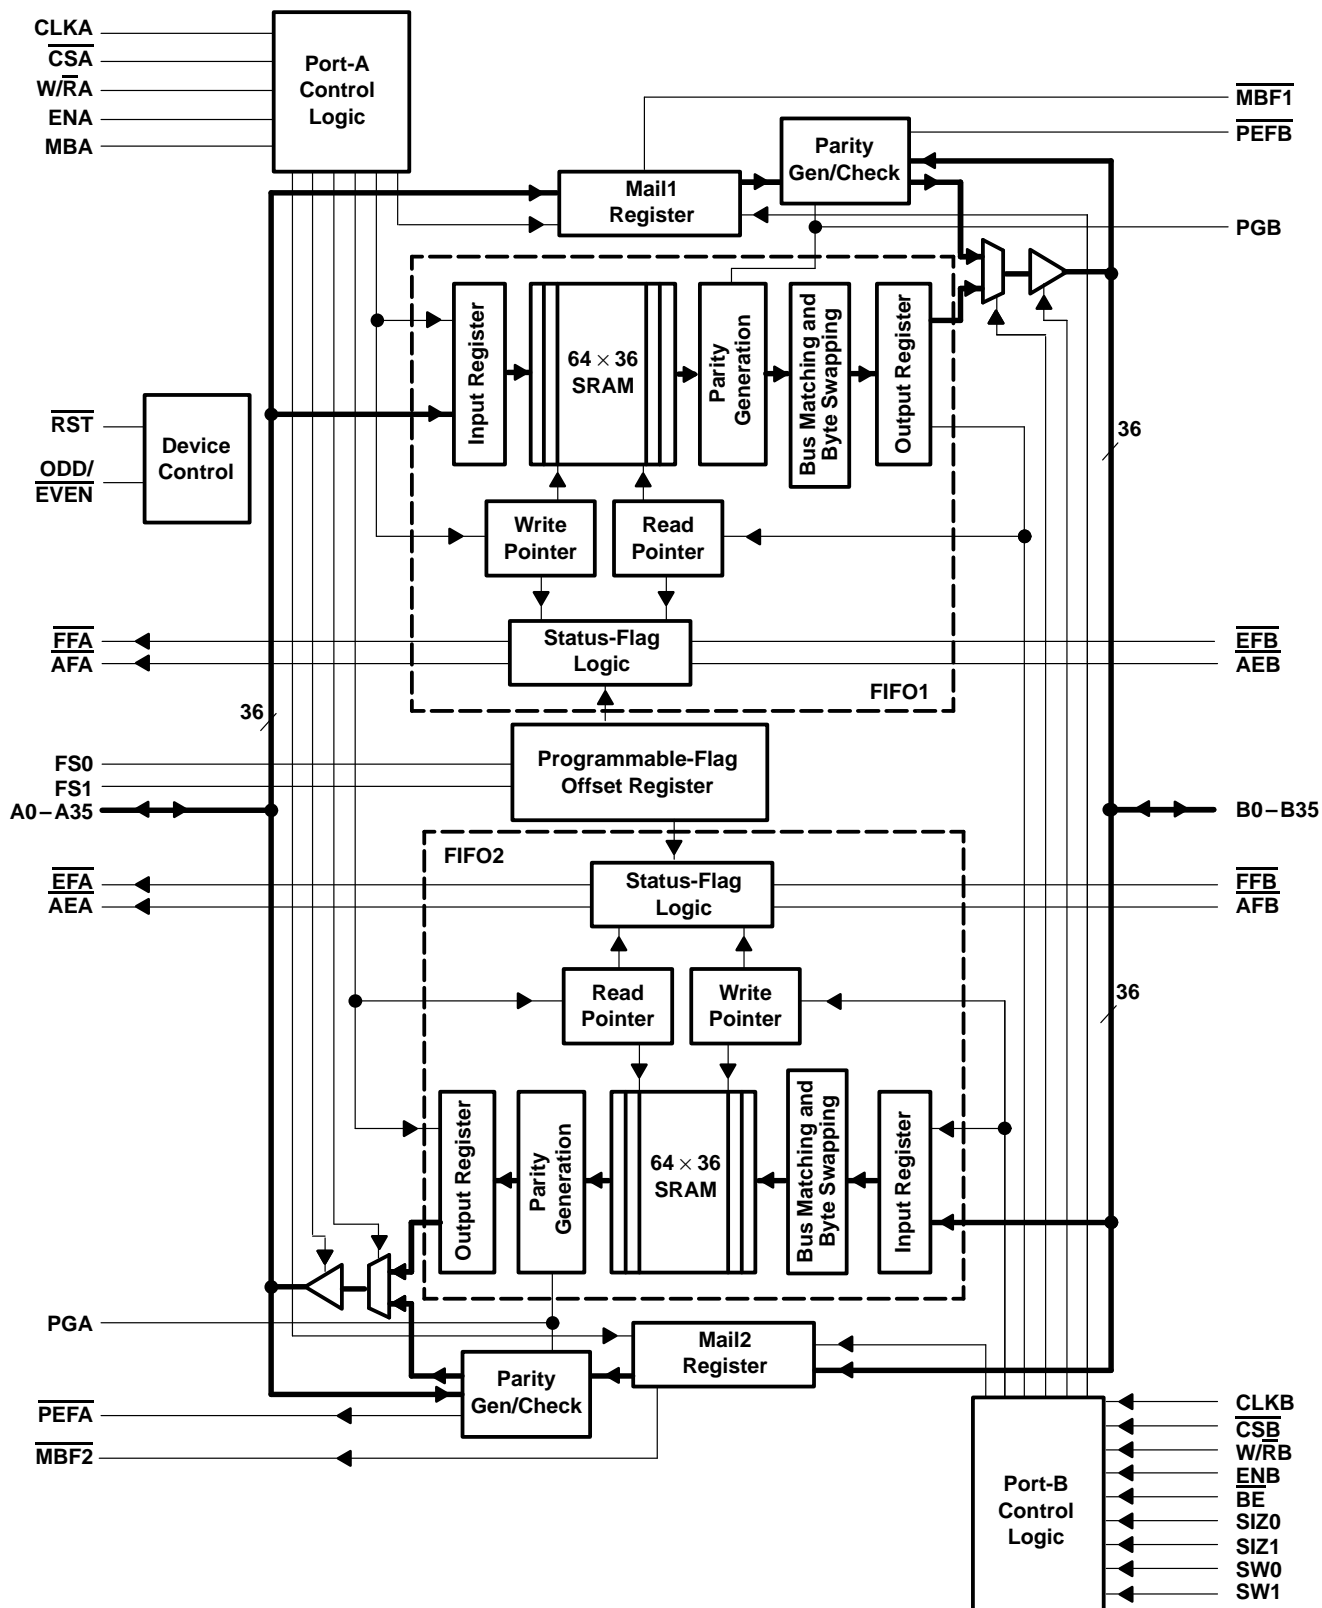 CLKA
CSA
W/RA
ENA
MBA
Port-A
Control
Logic
MBF1
PEFB
PGB
Mail1
Register
Parity
Gen/Check
Input Register
64 × 36
SRAM
Parity
Generation
Bus Matching and
Byte Swapping
Output Register
RST
ODD/
EVEN
Device
Control
Write
Pointer
Read
Pointer
36
FFA
AFA
Status-Flag
Logic
EFB
AEB
FIFO1
36
FS0
FS1
A0–A35
Programmable-Flag
Offset Register
B0–B35
FIFO2
EFA
AEA
Status-Flag
Logic
FFB
AFB
Read
Pointer
Write
Pointer
36
Output Register
Parity
Generation
64 × 36
SRAM
Bus Matching and
Byte Swapping
Input Register
PGA
Mail2
Register
Parity
Gen/Check
PEFA
MBF2
Port-B
Control
Logic
CLKB
CSB
W/RB
ENB
BE
SIZ0
SIZ1
SW0
SW1